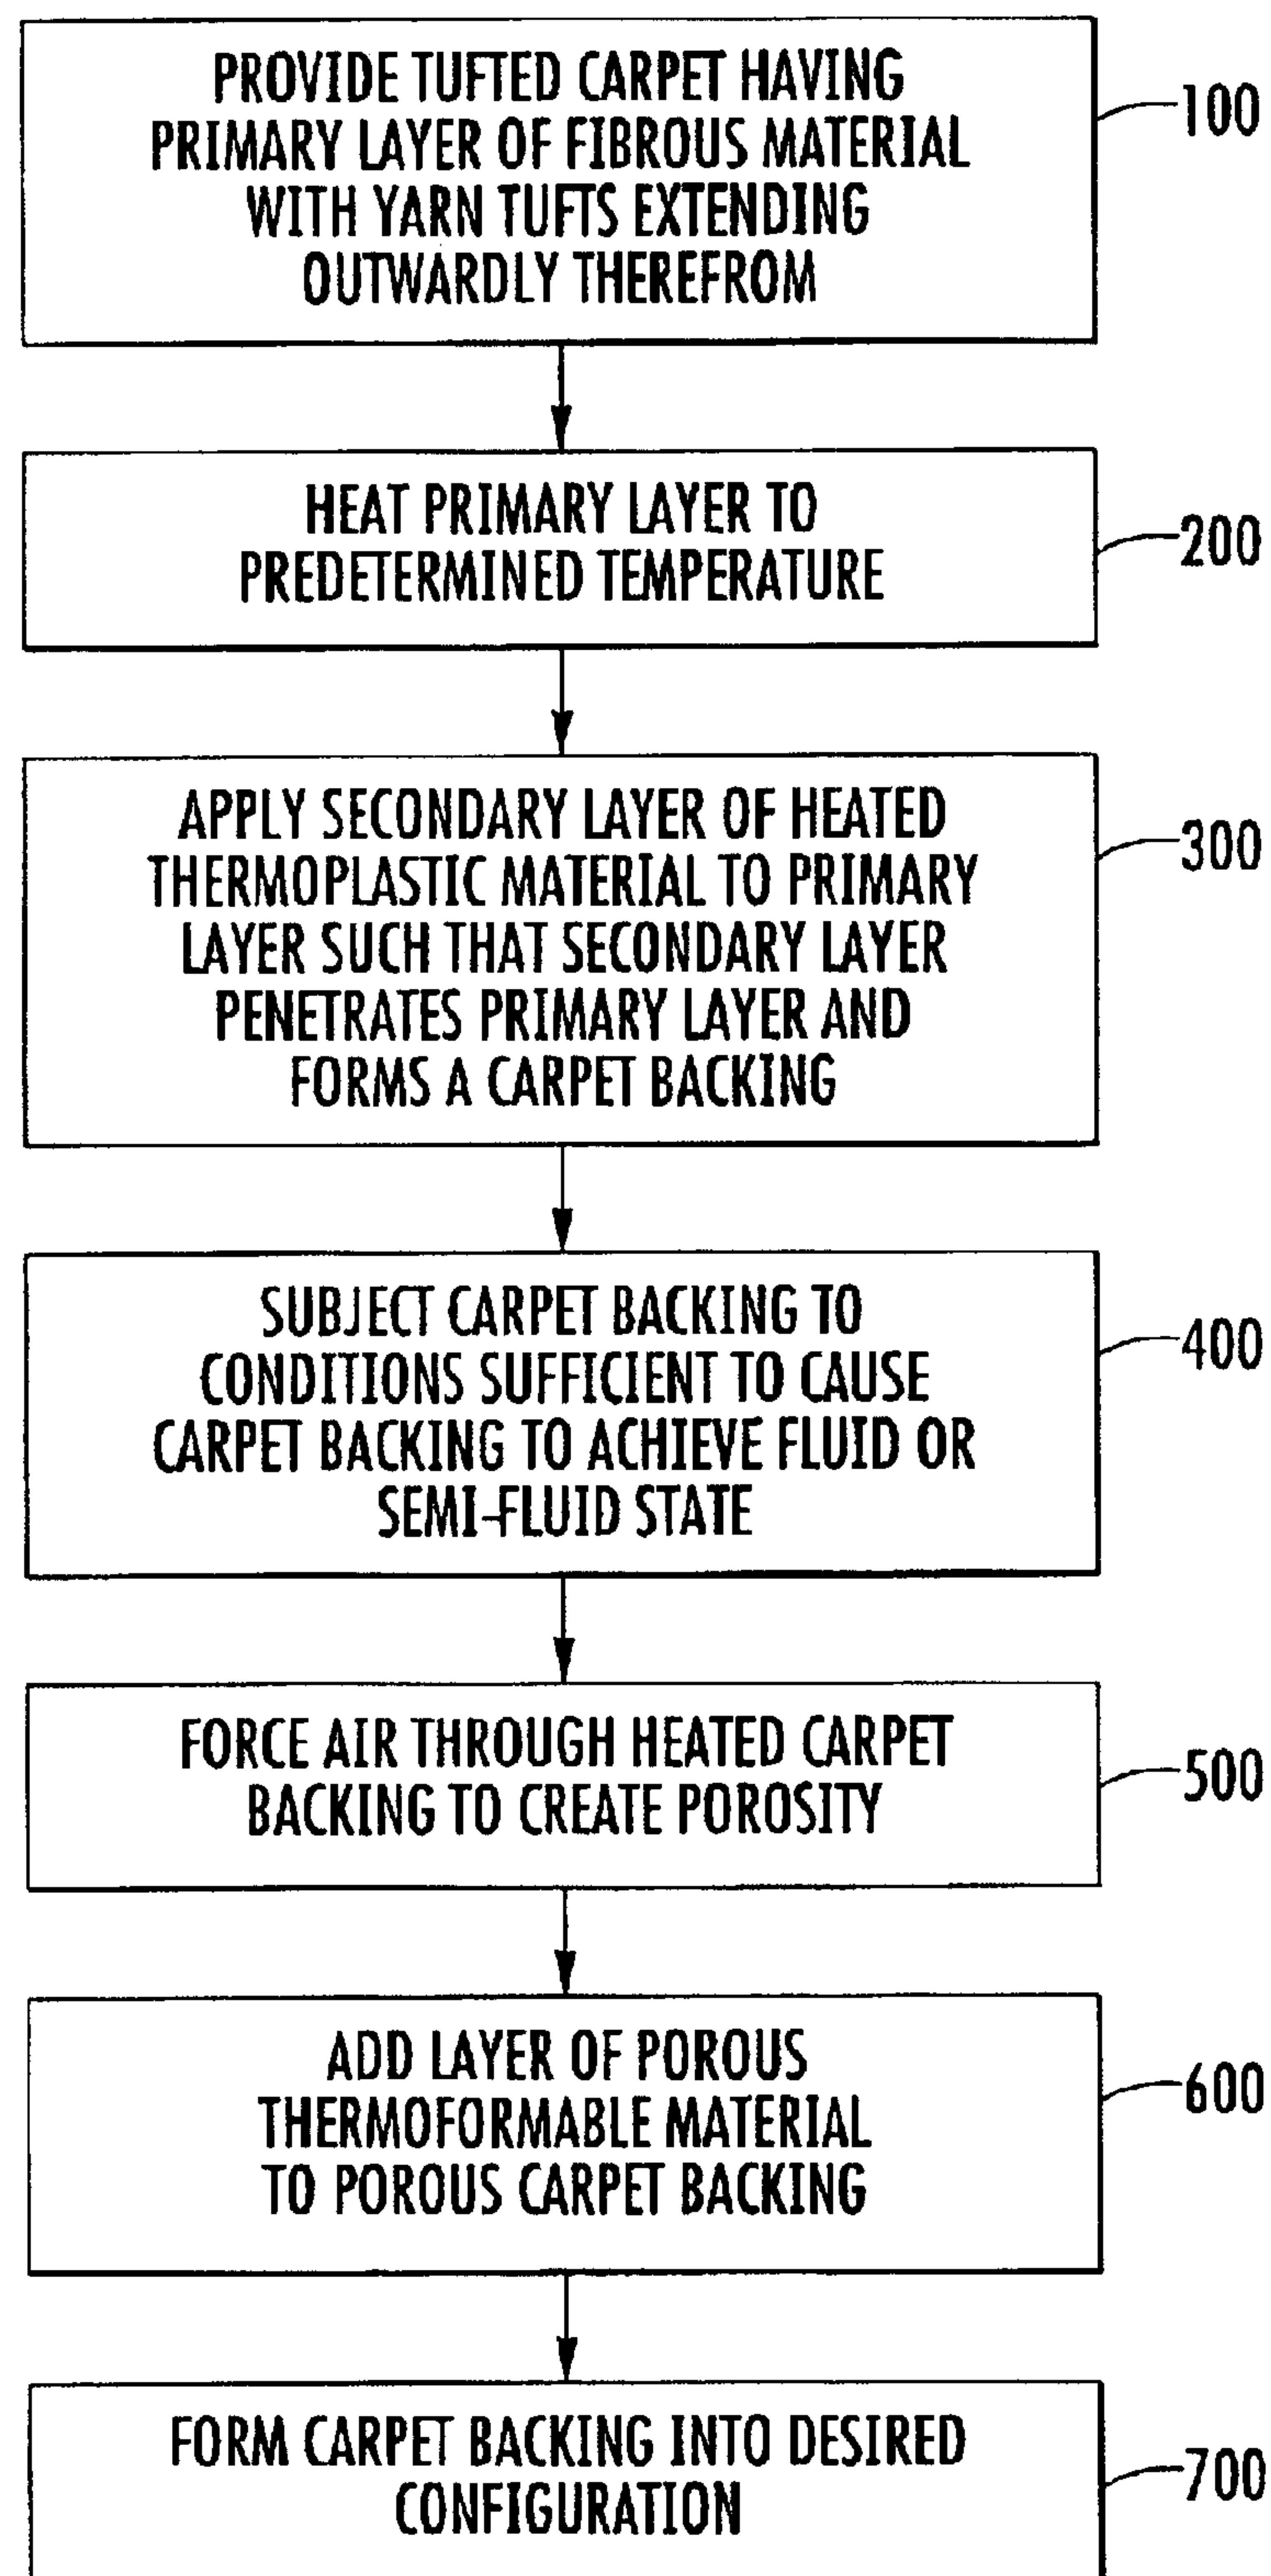 PROVIDE TUFTED CARPET HAVING
PRIMARY LAYER OF FIBROUS MATERIAL
WITH YARN TUFTS EXTENDING
OUTWARDLY THEREFROM
100
HEAT PRIMARY LAYER TO
PREDETERMINED TEMPERATURE
200
APPLY SECONDARY LAYER OF HEATED
THERMOPLASTIC MATERIAL TO PRIMARY
LAYER SUCH THAT SECONDARY LAYER
PENETRATES PRIMARY LAYER AND
FORMS A CARPET BACKING
300
SUBJECT CARPET BACKING TO
CONDITIONS SUFFICIENT TO CAUSE
CARPET BACKING TO ACHIEVE FLUID OR
SEMI-FLUID STATE
400
FORCE AIR THROUGH HEATED CARPET
BACKING TO CREATE POROSITY
500
ADD LAYER OF POROUS
THERMOFORMABLE MATERIAL
TO POROUS CARPET BACKING
600
FORM CARPET BACKING INTO DESIRED
CONFIGURATION
700